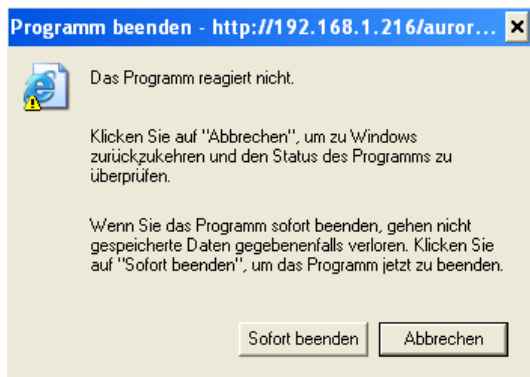 Programm beenden - http://192.168.1.216/auror...
Das Programm reagiert nicht.
Klicken Sie auf "Abbrechen", um zu Windows
zurückzukehren und den Status des Programms zu
überprüfen.
Wenn Sie das Programm sofort beenden, gehen nicht
gespeicherte Daten gegebenenfalls verloren. Klicken Sie
auf "Sofort beenden", um das Programm jetzt zu beenden.
Sofort beenden Abbrechen